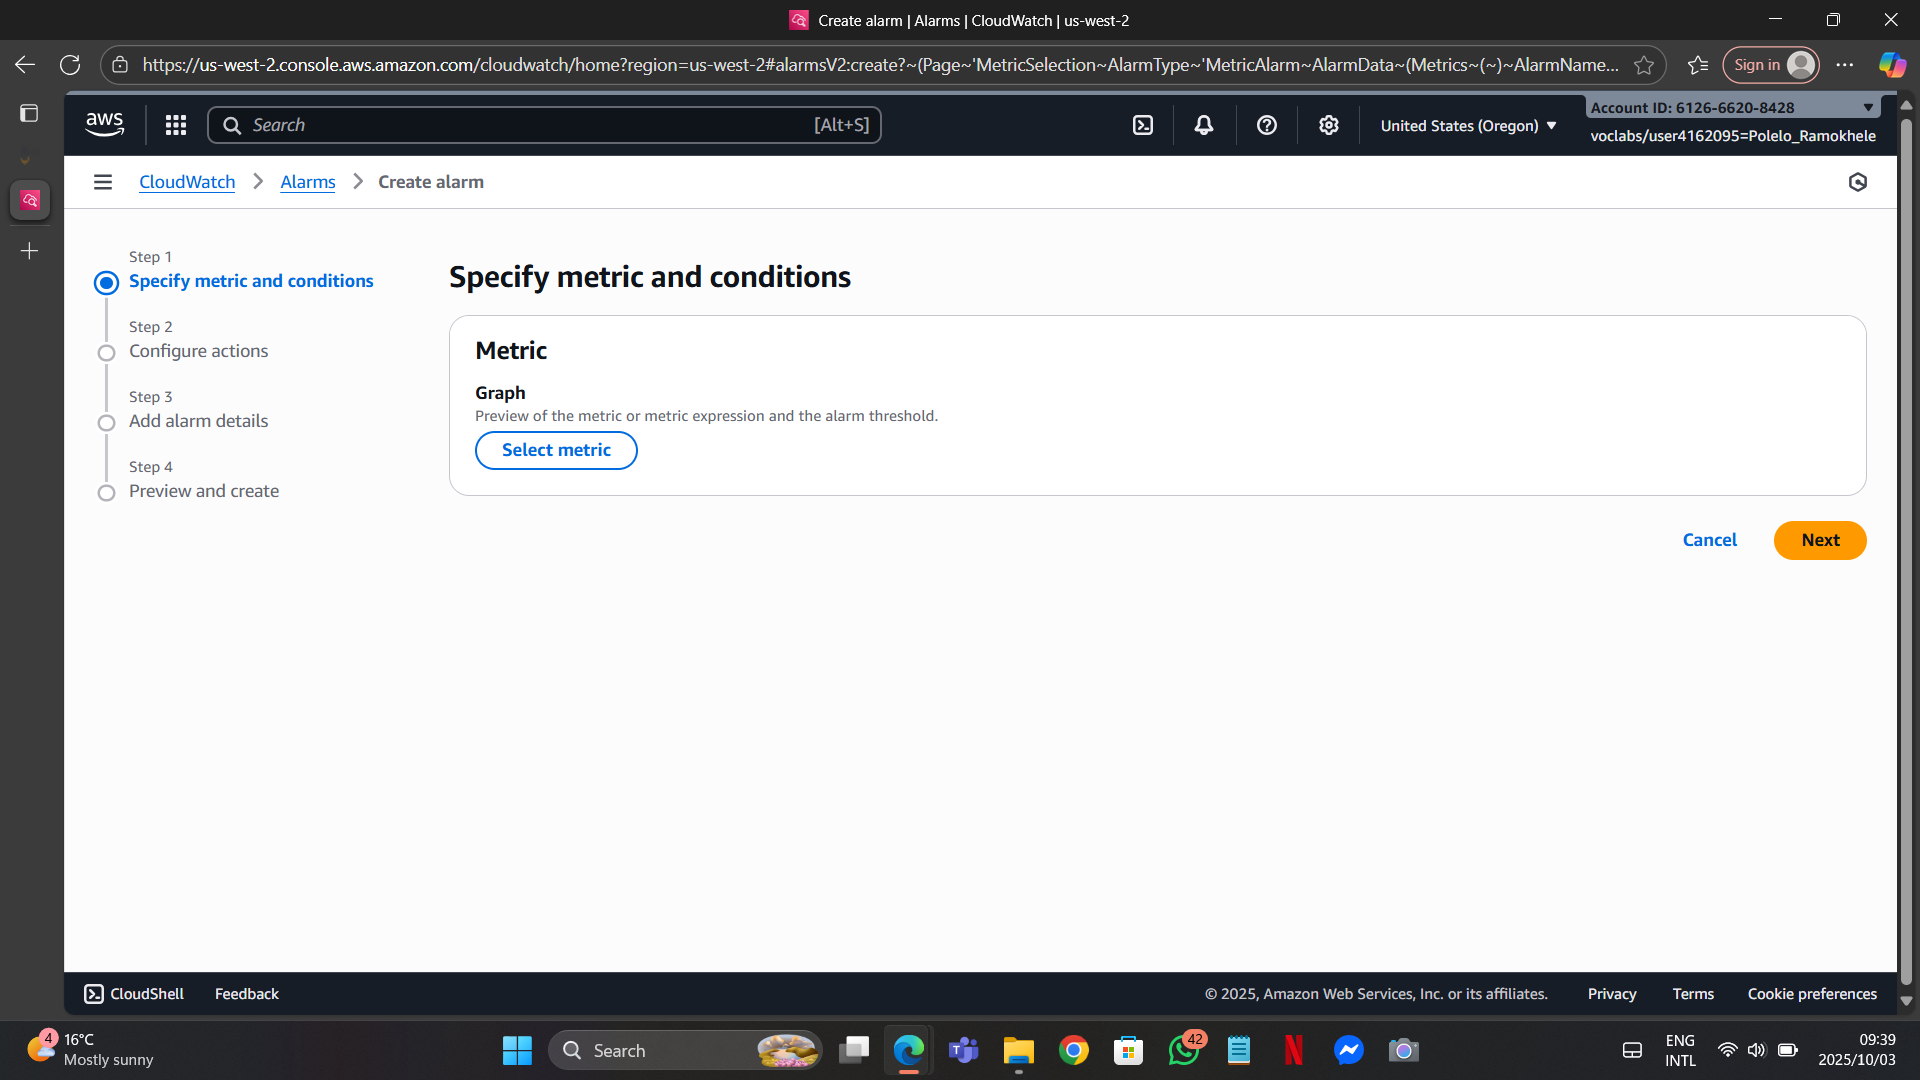 Create alarm | Alarms | CloudWatch | us-west-2
https://us-west-2.console.aws.amazon.com/cloudwatch/home?region=us-west-2#alarmsV2:create?~(Page~'MetricSelection~AlarmType~'MetricAlarm~AlarmData~(Metrics~(~)~AlarmName...
Sign in
aws
Search
[Alt+S]
United States (Oregon)
Account ID: 6126-6620-8428
voclabs/user4162095=Polelo_Ramokhele
CloudWatch
Alarms
Create alarm
Step 1
Specify metric and conditions
Step 2
Configure actions
Step 3
Add alarm details
Step 4
Preview and create
Specify metric and conditions
Metric
Graph
Preview of the metric or metric expression and the alarm threshold.
Select metric
Cancel
Next
CloudShell
Feedback
© 2025, Amazon Web Services, Inc. or its affiliates.
Privacy
Terms
Cookie preferences
4
16°C
Mostly sunny
Search
42
ENG
INTL
09:39
2025/10/03